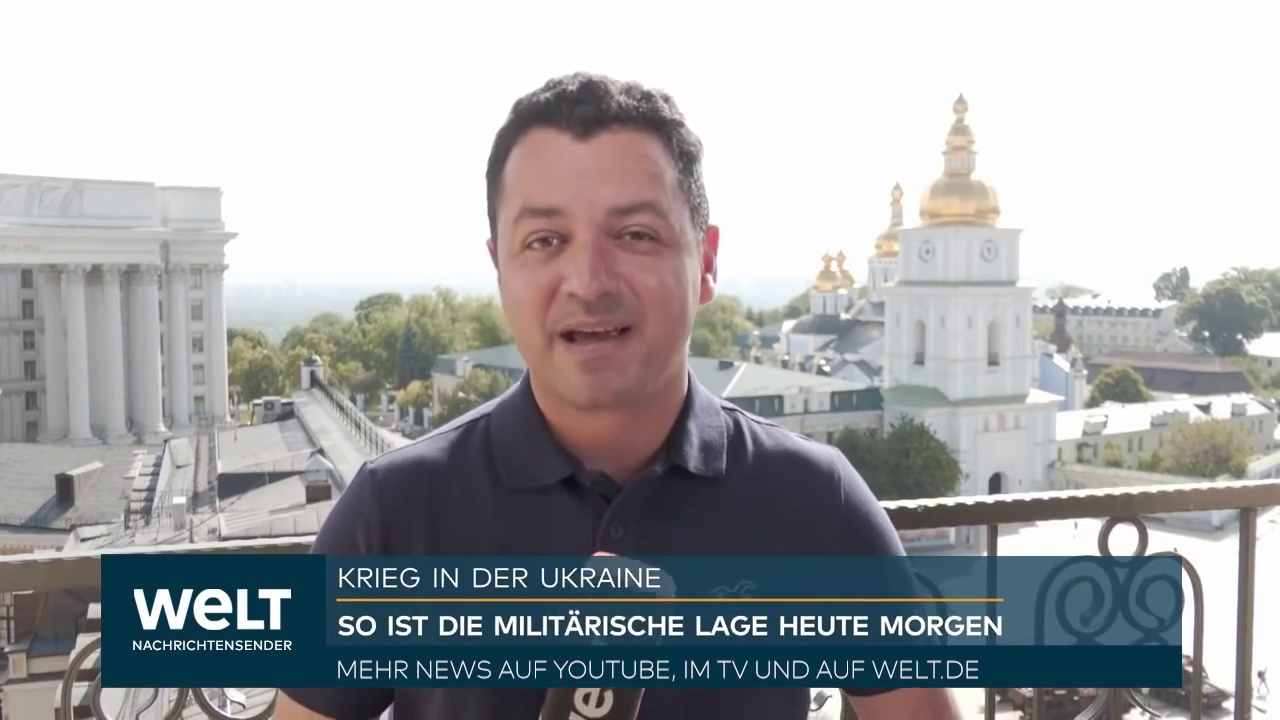 KRIEG IN DER UKRAINE
SO IST DIE MILITÄRISCHE LAGE HEUTE MORGEN
MEHR NEWS AUF YOUTUBE, IM TV UND AUF WELT.DE
WELT
NACHRICHTENSENDER
we